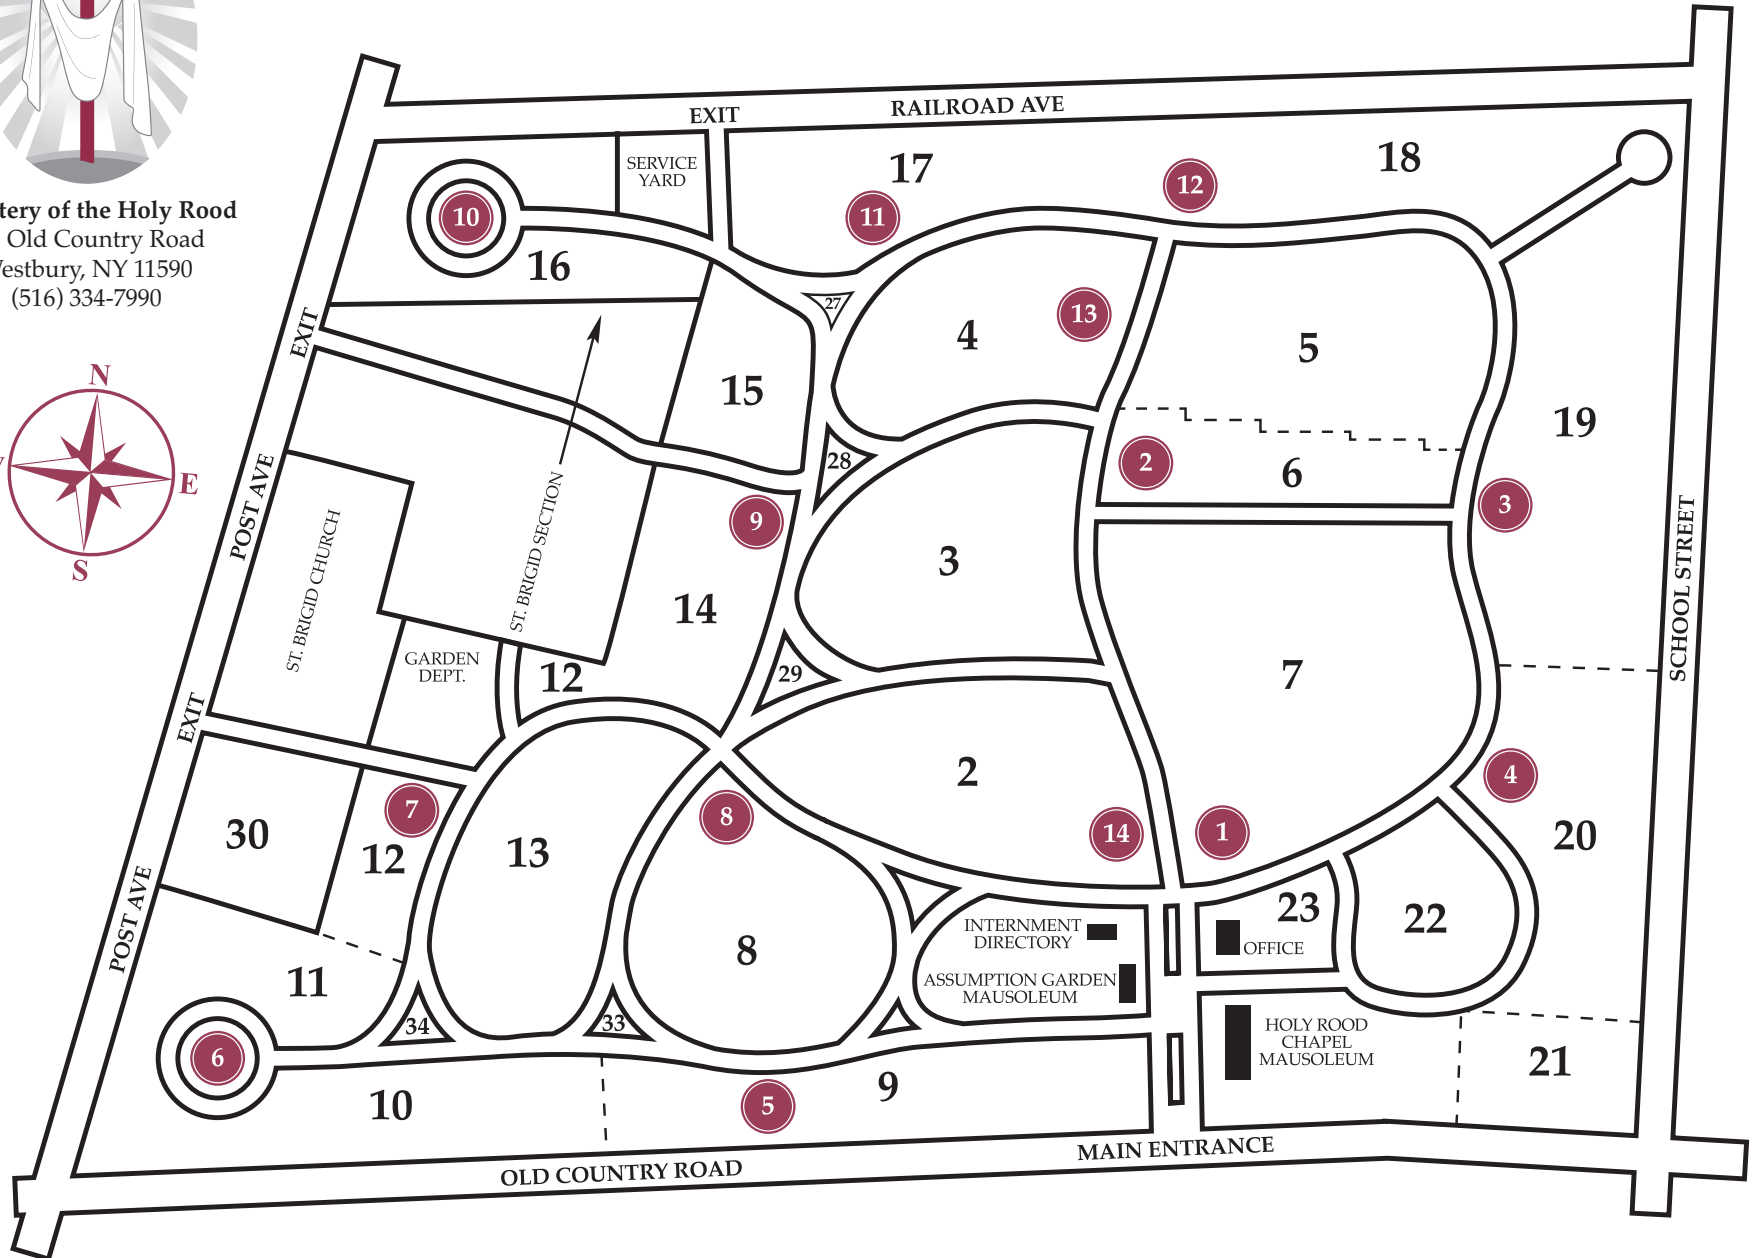 tery of the Holy Rood
Old Country Road
estbury, NY 11590
(516) 334-7990
N
E
S
EXIT
RAILROAD AVE
SERVICE
YARD
17
18
12
10
11
16
27
13
4
5
EXIT
15
19
28
2
6
3
9
POST AVE
ST. BRIGID SECTION
ST. BRIGID CHURCH
SCHOOL STREET
3
14
GARDEN
DEPT.
12
29
7
EXIT
2
4
7
8
14
1
30
12
13
20
POST AVE
23
22
INTERNMENT
DIRECTORY
OFFICE
8
11
ASSUMPTION GARDEN
MAUSOLEUM
34
33
HOLY ROOD
CHAPEL
MAUSOLEUM
6
21
9
10
5
MAIN ENTRANCE
OLD COUNTRY ROAD